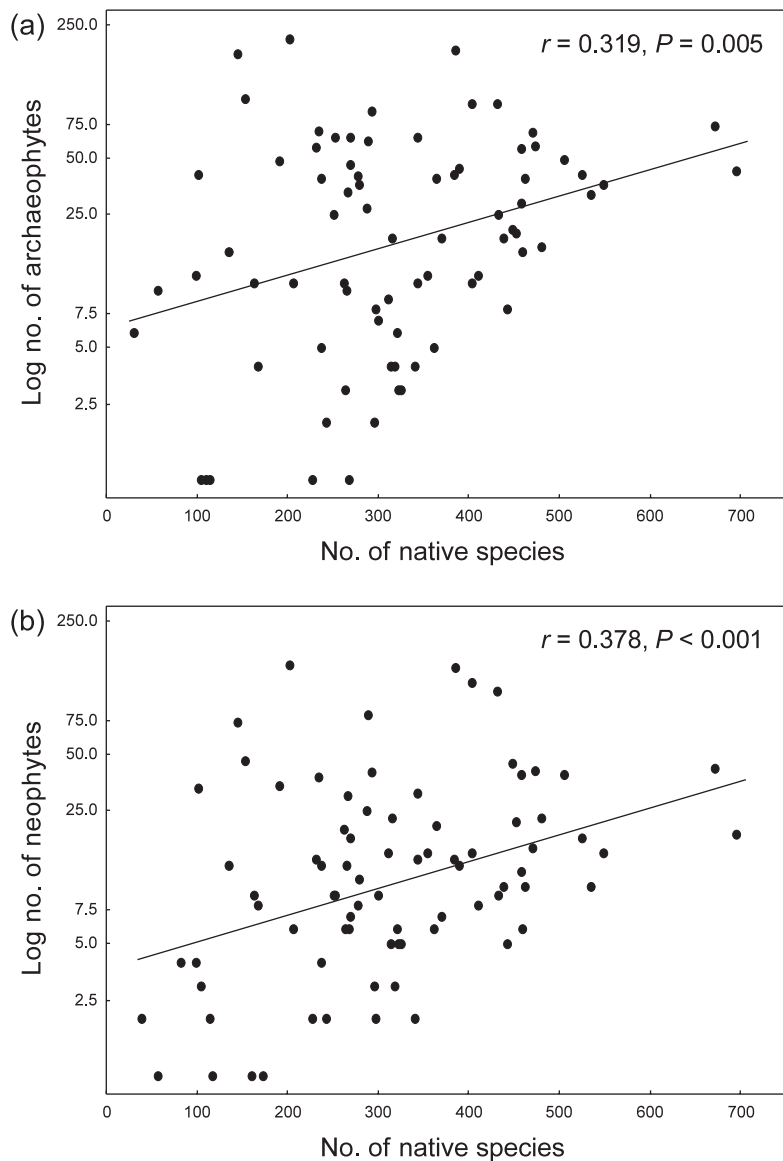 (a)
r = 0.319, P = 0.005
Log no. of archaeophytes
250.0
75.0
50.0
25.0
7.5
5.0
2.5
0 100 200 300 400 500 600 700
No. of native species
(b)
r = 0.378, P < 0.001
Log no. of neophytes
250.0
75.0
50.0
25.0
7.5
5.0
2.5
0 100 200 300 400 500 600 700
No. of native species